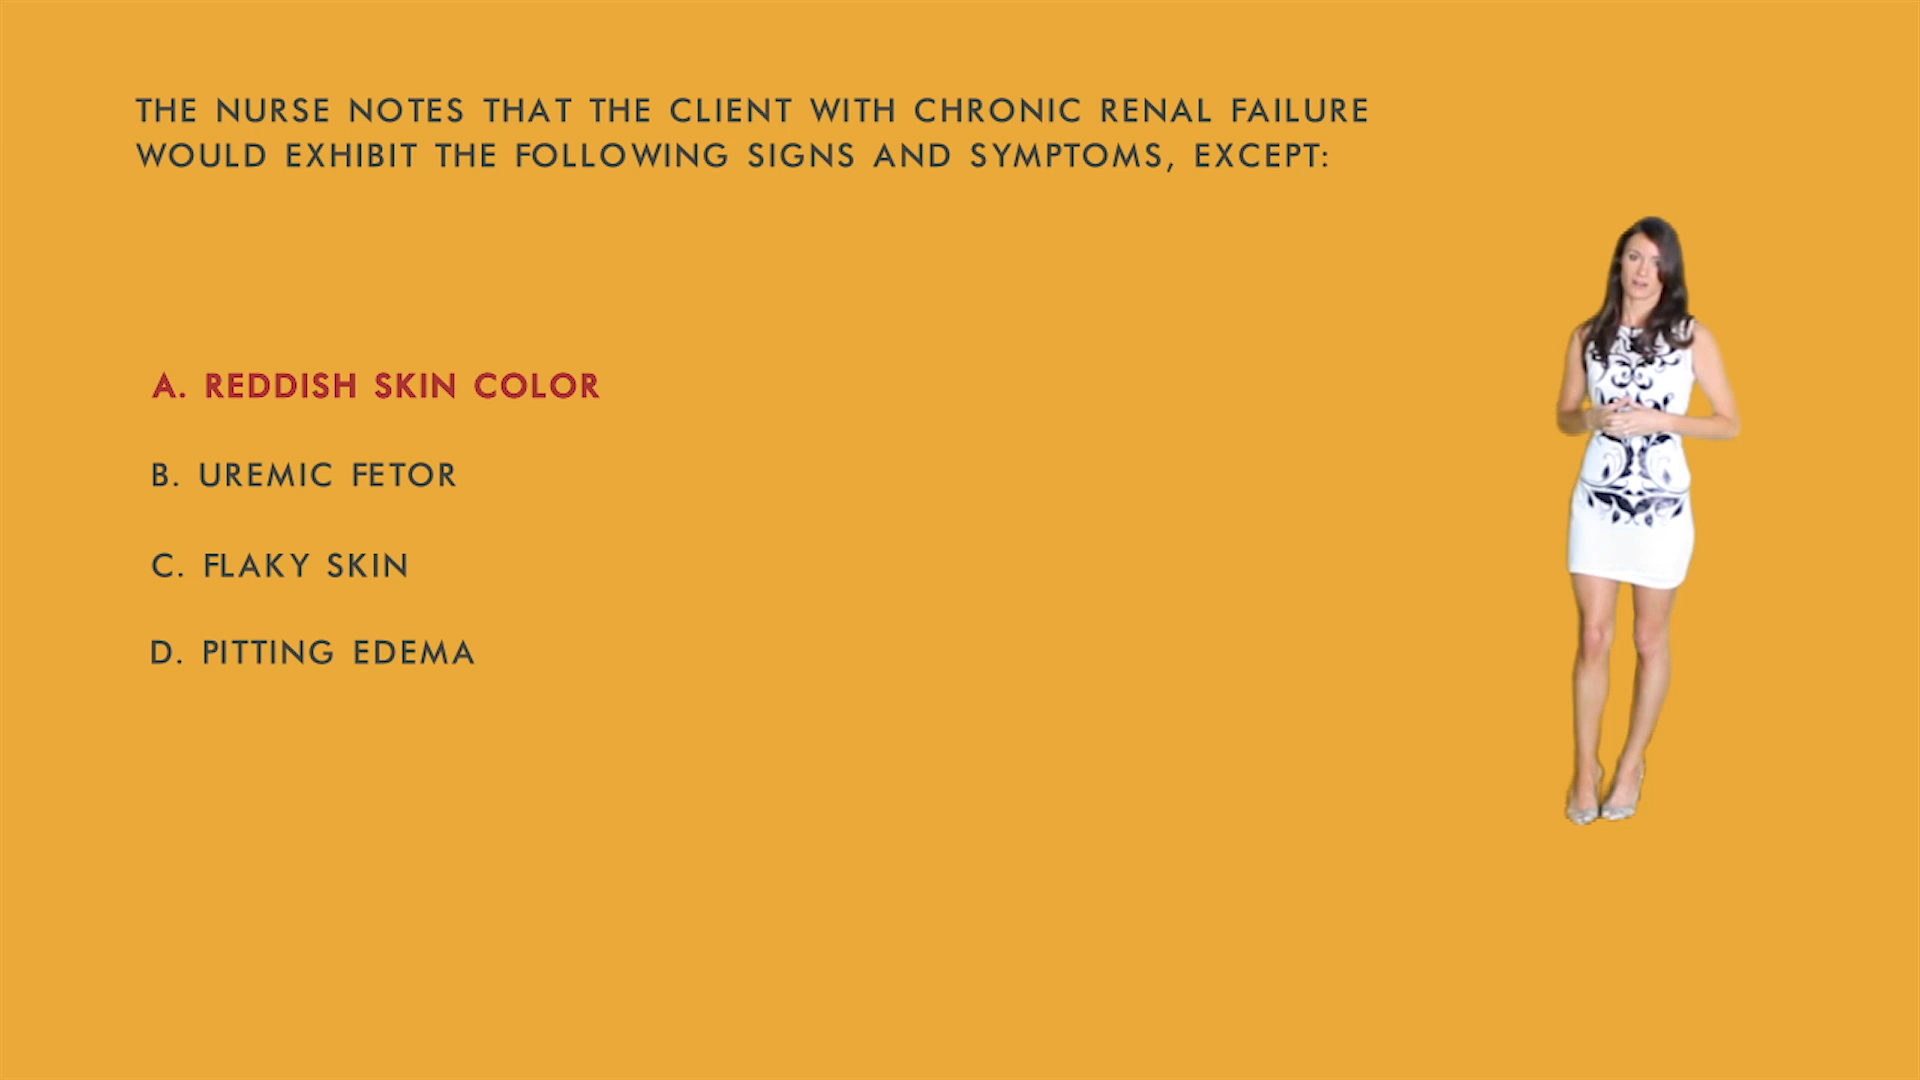 THE NURSE NOTES THAT THE CLIENT WITH CHRONIC RENAL FAILURE
WOULD EXHIBIT THE FOLLOWING SIGNS AND SYMPTOMS, EXCEPT:
A. REDDISH SKIN COLOR
B. UREMIC FETOR
C. FLAKY SKIN
D. PITTING EDEMA